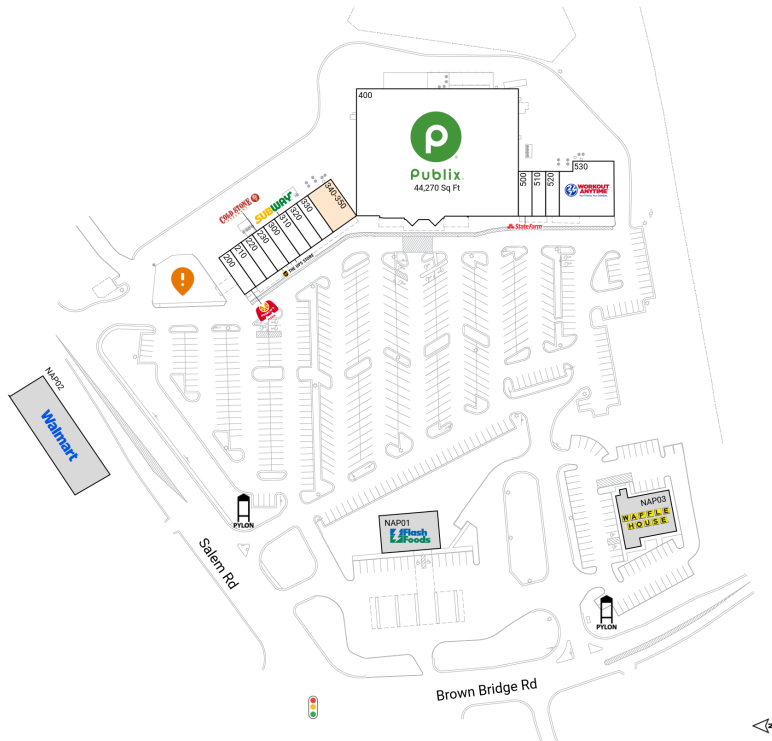 400
Publix.
44,270 Sq Ft
530
WORKOUT
ANYTIME
500
510
520
StateFarm
340-350
330
320
310
300
230
220
210
200
COLD STONE
SUBWAY
THE UPS STORE
!
NAP02
Walmart
PYLON
Salem Rd
NAP01
Flash
Foods
NAP03
WAFFLE
HOUSE
PYLON
Brown Bridge Rd